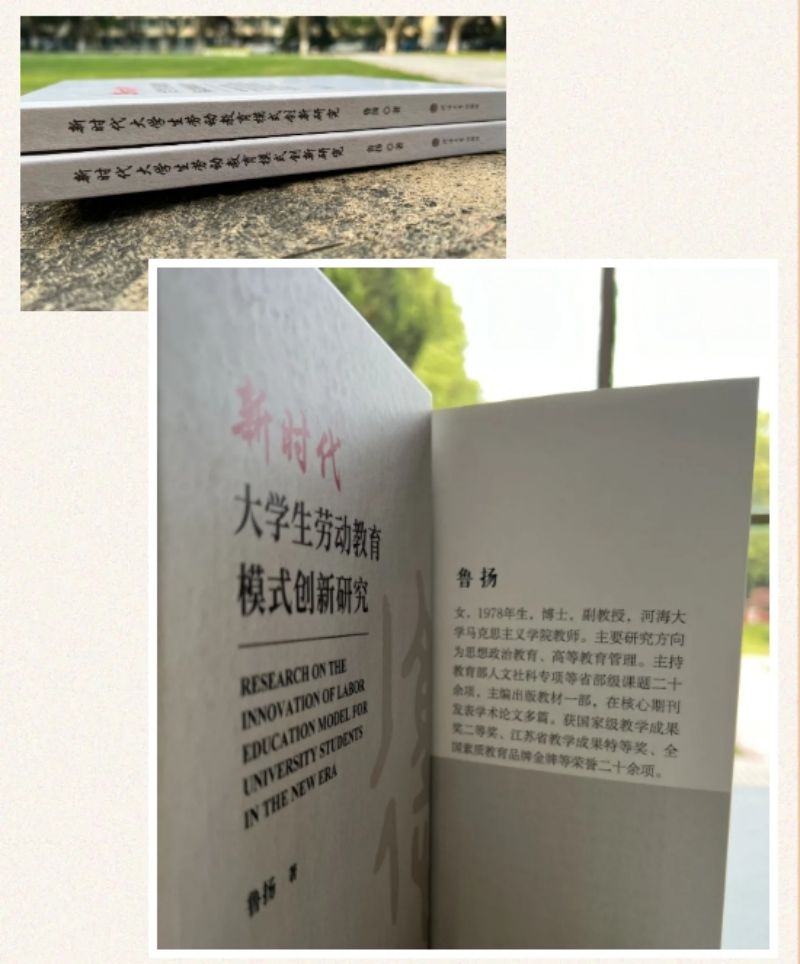 新时代大学生劳动教育模式创新研究 鲁扬 ◎ 著
新时代大学生劳动教育模式创新研究 鲁扬 ◎ 著
新时代
大学生劳动教育
模式创新研究
RESEARCH ON THE
INNOVATION OF LABOR
EDUCATION MODEL FOR
UNIVERSITY STUDENTS
IN THE NEW ERA
鲁扬 著
鲁扬
女，1978年生，博士，副教授，河海大
学马克思主义学院教师。主要研究方向
为思想政治教育、高等教育管理。主持
教育部人文社科专项等省部级课题二十
余项，主编出版教材一部，在核心期刊
发表学术论文多篇。获国家级教学成果
奖二等奖、江苏省教学成果特等奖、全
国素质教育品牌金牌等荣誉二十余项。